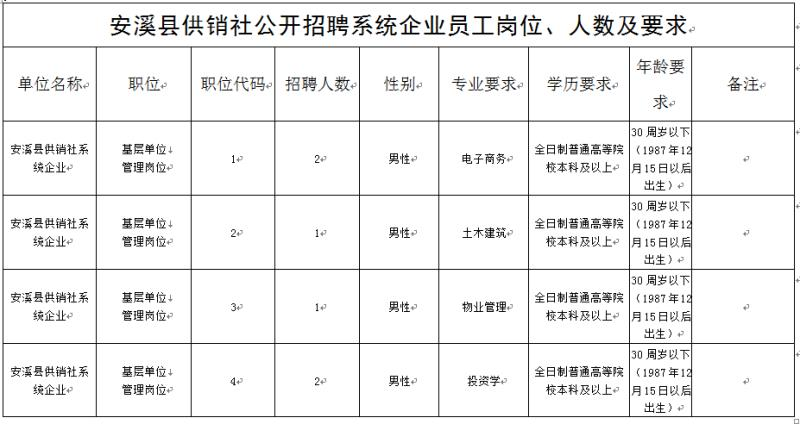 安溪县供销社公开招聘系统企业员工岗位、人数及要求
单位名称 职位 职位代码 招聘人数 性别 专业要求 学历要求 年龄要求 备注
安溪县供销社系统企业 基层单位管理岗位 1 2 男性 电子商务 全日制普通高等院校本科及以上 30周岁以下（1987年12月15日以后出生）
安溪县供销社系统企业 基层单位管理岗位 2 1 男性 土木建筑 全日制普通高等院校本科及以上 30周岁以下（1987年12月15日以后出生）
安溪县供销社系统企业 基层单位管理岗位 3 1 男性 物业管理 全日制普通高等院校本科及以上 30周岁以下（1987年12月15日以后出生）
安溪县供销社系统企业 基层单位管理岗位 4 2 男性 投资学 全日制普通高等院校本科及以上 30周岁以下（1987年12月15日以后出生）